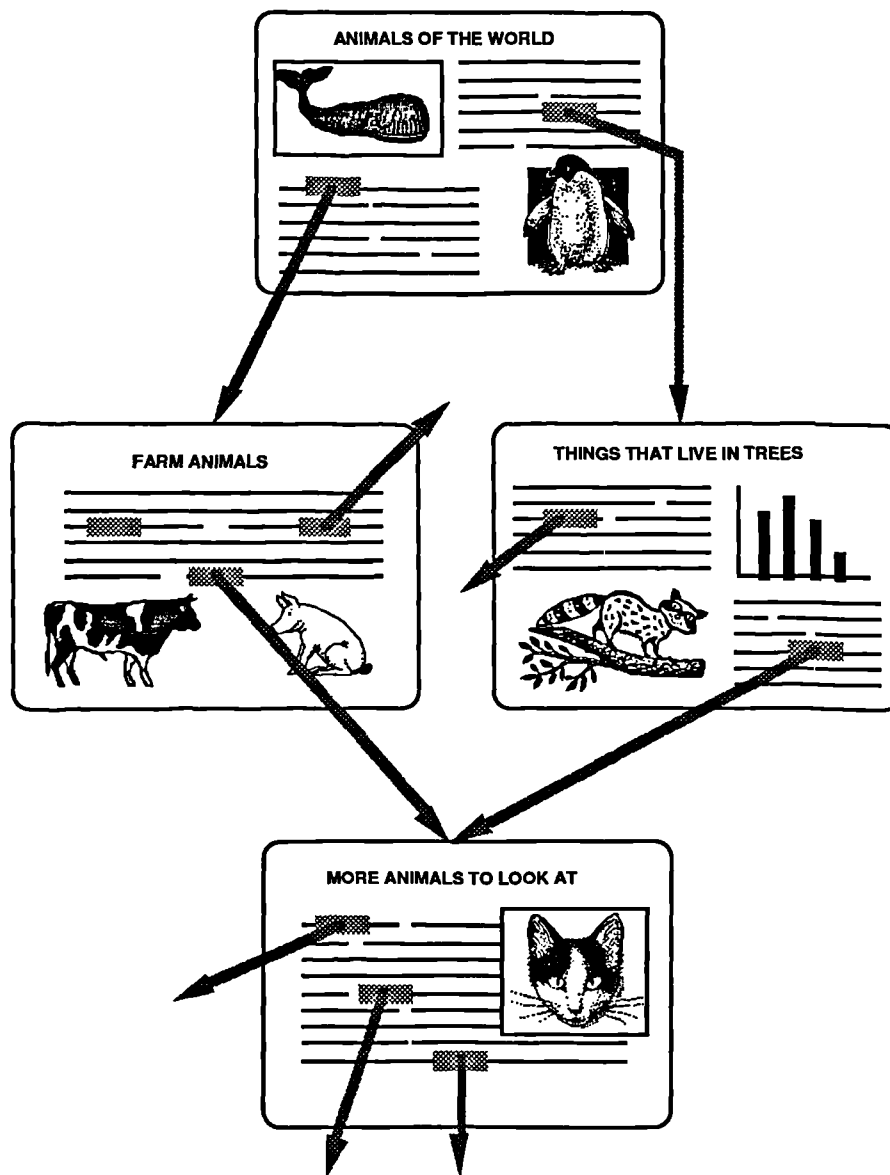 ANIMALS OF THE WORLD
FARM ANIMALS
THINGS THAT LIVE IN TREES
MORE ANIMALS TO LOOK AT